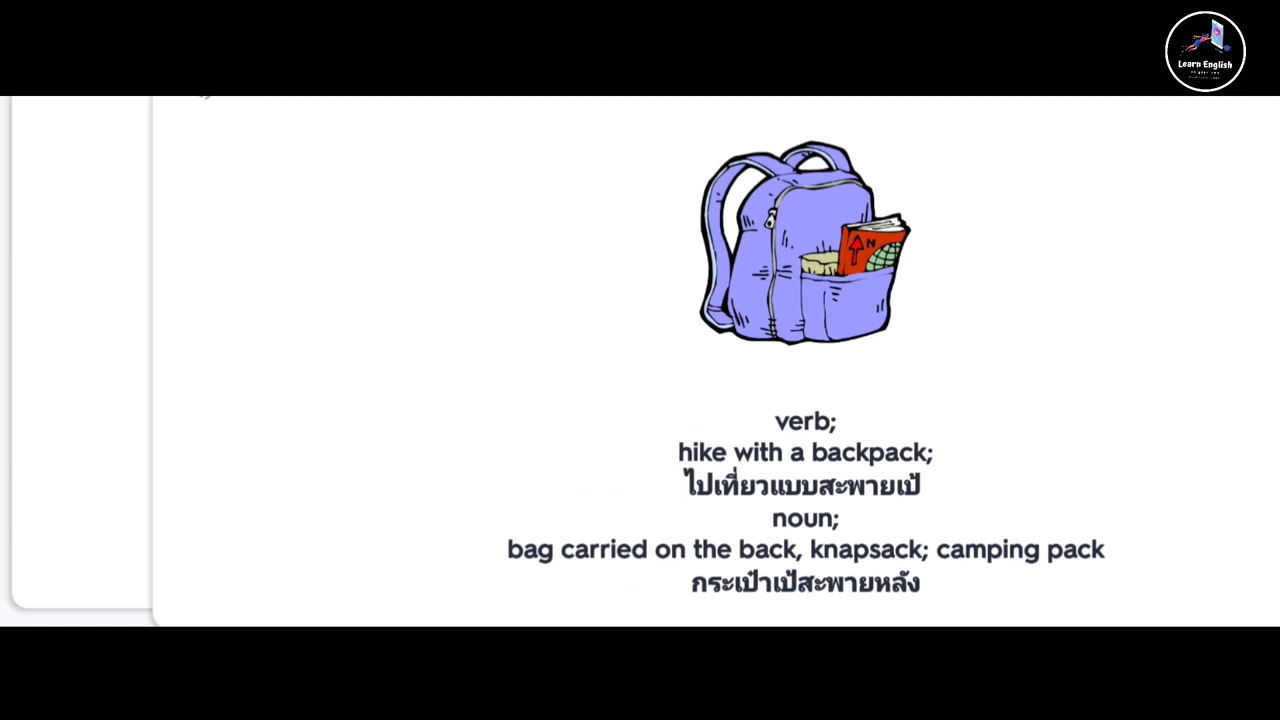 Learn English
N
verb;
hike with a backpack;
ไปเที่ยวแบบสะพายเป้
noun;
bag carried on the back, knapsack; camping pack
กระเป๋าเป้สะพายหลัง